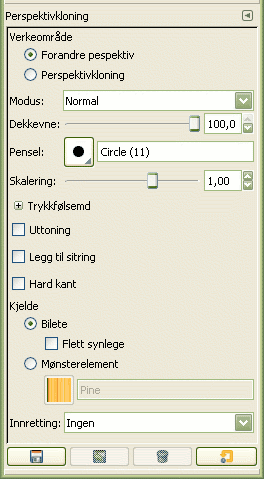 Perspektivkloning
Verkeområde
Forandre pespektiv
Perspektivkloning
Modus: Normal
Dekkevne: 100,0
Pensel: Circle (11)
Skalering: 1,00
Trykkfølsemd
Uttoning
Legg til sitring
Hard kant
Kjelde
Bilete
Flett synlege
Mønsterelement
Pine
Innretting: Ingen